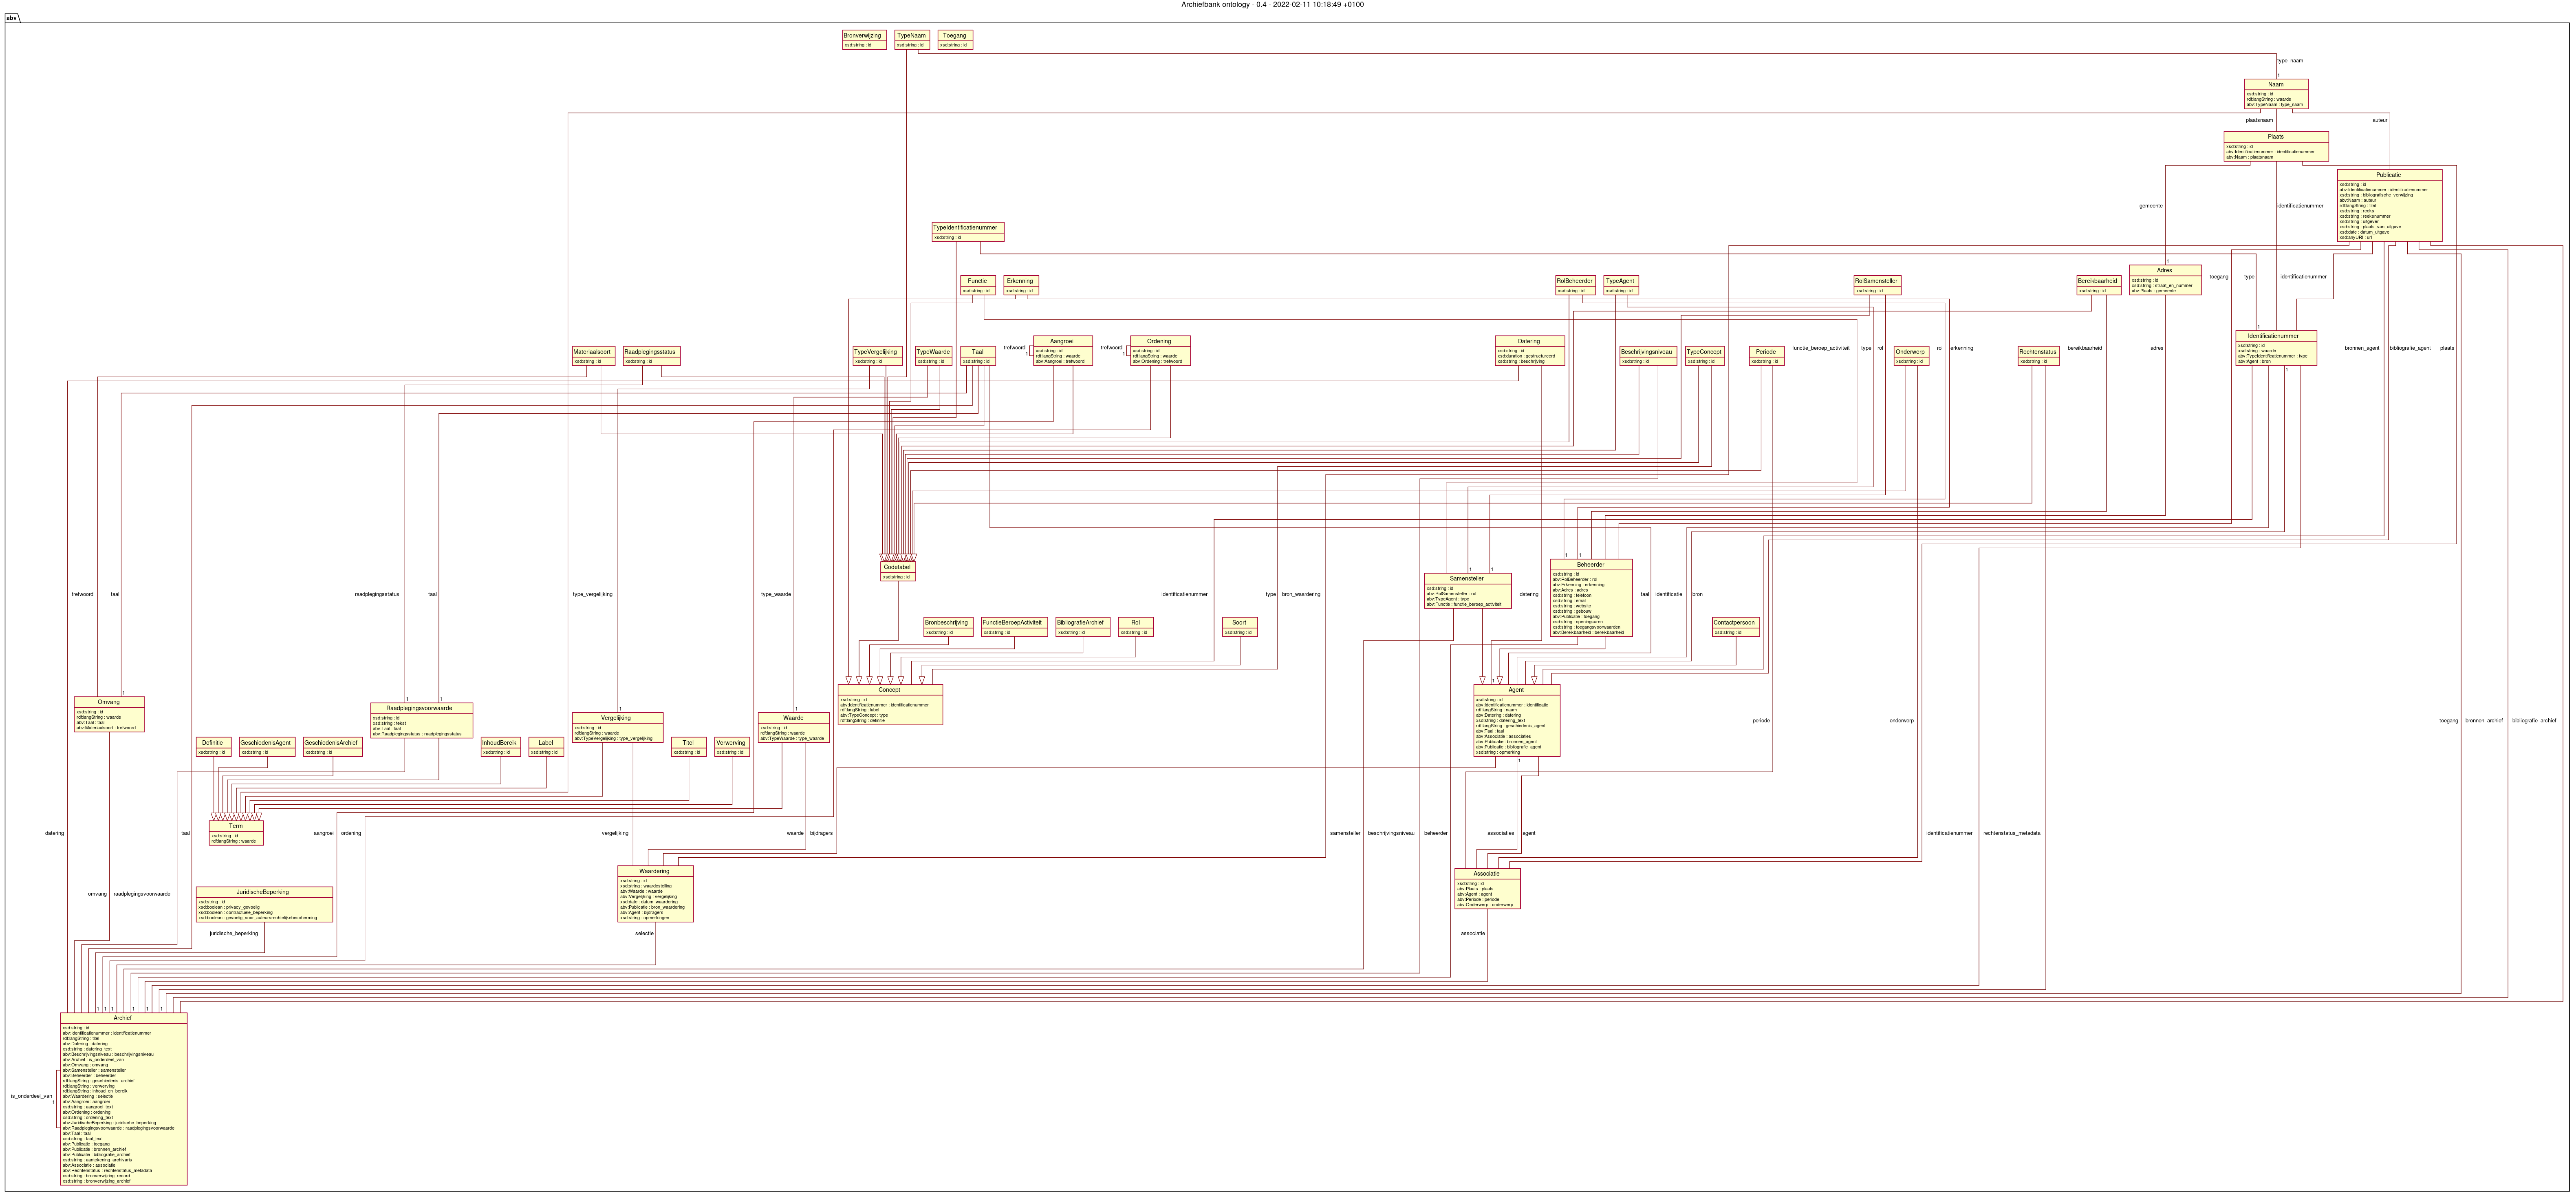 Archiefbank ontology - 0.4 - 2022-02-11 10:18:49 +0100
abv
Bronverwijzing
xsd:string : id
TypeNaam
xsd:string : id
Toegang
xsd:string : id
type_naam
1
Naam
xsd:string : id
rdf:langString : waarde
abv:TypeNaam : type_naam
plaatsnaam
auteur
Plaats
xsd:string : id
abv:Identificatienummer : identificatienummer
abv:Naam : plaatsnaam
Publicatie
xsd:string : id
abv:Identificatienummer : identificatienummer
xsd:string : bibliografische_verwijzing
abv:Naam : auteur
rdf:langString : titel
xsd:string : reeks
xsd:string : reeksnummer
xsd:string : uitgever
xsd:string : plaats_van_uitgave
xsd:date : datum_uitgave
xsd:anyURI : url
gemeente
identificatienummer
TypeIdentificatienummer
xsd:string : id
Functie
xsd:string : id
Erkenning
xsd:string : id
RolBeheerder
xsd:string : id
TypeAgent
xsd:string : id
RolSamensteller
xsd:string : id
Bereikbaarheid
xsd:string : id
1
Adres
xsd:string : id
xsd:string : straat_en_nummer
abv:Plaats : gemeente
toegang
type
identificatienummer
1
Identificatienummer
xsd:string : id
xsd:string : waarde
abv:TypeIdentificatienummer : type
abv:Agent : bron
1
Materiaalsoort
xsd:string : id
Raadplegingsstatus
xsd:string : id
TypeVergelijking
xsd:string : id
TypeWaarde
xsd:string : id
Taal
xsd:string : id
trefwoord
1
Aangroei
xsd:string : id
rdf:langString : waarde
abv:Aangroei : trefwoord
trefwoord
1
Ordening
xsd:string : id
rdf:langString : waarde
abv:Ordening : trefwoord
Datering
xsd:string : id
xsd:duration : gestructureerd
xsd:string : beschrijving
Beschrijvingsniveau
xsd:string : id
TypeConcept
xsd:string : id
Periode
xsd:string : id
functie_beroep_activiteit
type
rol
Onderwerp
xsd:string : id
rol
erkenning
Rechtenstatus
xsd:string : id
bereikbaarheid
adres
bronnen_agent
bibliografie_agent
plaats
Codetabel
xsd:string : id
trefwoord
taal
raadplegingsstatus
taal
type_vergelijking
type_waarde
identificatienummer
type
bron_waardering
1
1
Samensteller
xsd:string : id
abv:RolSamensteller : rol
abv:TypeAgent : type
abv:Functie : functie_beroep_activiteit
datering
1
1
Beheerder
xsd:string : id
abv:RolBeheerder : rol
abv:Erkenning : erkenning
abv:Adres : adres
xsd:string : telefoon
xsd:string : email
xsd:string : website
xsd:string : gebouw
abv:Publicatie : toegang
xsd:string : openingsuren
xsd:string : toegangsvoorwaarden
abv:Bereikbaarheid : bereikbaarheid
taal
identificatie
bron
Bronbeschrijving
xsd:string : id
FunctieBeroepActiviteit
xsd:string : id
BibliografieArchief
xsd:string : id
Rol
xsd:string : id
Soort
xsd:string : id
Contactpersoon
xsd:string : id
1
Omvang
xsd:string : id
rdf:langString : waarde
abv:Taal : taal
abv:Materiaalsoort : trefwoord
1
1
Raadplegingsvoorwaarde
xsd:string : id
xsd:string : tekst
abv:Taal : taal
abv:Raadplegingsstatus : raadplegingsstatus
1
Vergelijking
xsd:string : id
rdf:langString : waarde
abv:TypeVergelijking : type_vergelijking
1
Waarde
xsd:string : id
rdf:langString : waarde
abv:TypeWaarde : type_waarde
Concept
xsd:string : id
abv:Identificatienummer : identificatienummer
rdf:langString : label
abv:TypeConcept : type
rdf:langString : definitie
1
Agent
xsd:string : id
abv:Identificatienummer : identificatie
rdf:langString : naam
abv:Datering : datering
xsd:string : datering_text
rdf:langString : geschiedenis_agent
abv:Taal : taal
abv:Associatie : associaties
abv:Publicatie : bronnen_agent
abv:Publicatie : bibliografie_agent
xsd:string : opmerking
1
periode
onderwerp
toegang
bronnen_archief
bibliografie_archief
Definitie
xsd:string : id
GeschiedenisAgent
xsd:string : id
GeschiedenisArchief
xsd:string : id
InhoudBereik
xsd:string : id
Label
xsd:string : id
Titel
xsd:string : id
Verwerving
xsd:string : id
Term
xsd:string : id
rdf:langString : waarde
datering
taal
aangroei
ordening
vergelijking
waarde
bijdragers
samensteller
beschrijvingsniveau
beheerder
associaties
agent
identificatienummer
rechtenstatus_metadata
omvang
raadplegingsvoorwaarde
JuridischeBeperking
xsd:string : id
xsd:boolean : privacy_gevoelig
xsd:boolean : contractuele_beperking
xsd:boolean : gevoelig_voor_auteursrechtelijkebescherming
juridische_beperking
Waardering
xsd:string : id
xsd:string : waardestelling
abv:Waarde : waarde
abv:Vergelijking : vergelijking
xsd:date : datum_waardering
abv:Publicatie : bron_waardering
abv:Agent : bijdragers
xsd:string : opmerkingen
selectie
Associatie
xsd:string : id
abv:Plaats : plaats
abv:Agent : agent
abv:Periode : periode
abv:Onderwerp : onderwerp
associatie
1
1
1
1
1
1
Archief
xsd:string : id
abv:Identificatienummer : identificatienummer
rdf:langString : titel
abv:Datering : datering
xsd:string : datering_text
abv:Beschrijvingsniveau : beschrijvingsniveau
abv:Archief : is_onderdeel_van
abv:Omvang : omvang
abv:Samensteller : samensteller
abv:Beheerder : beheerder
rdf:langString : geschiedenis_archief
rdf:langString : verwerving
rdf:langString : inhoud_en_bereik
abv:Waardering : selectie
abv:Aangroei : aangroei
xsd:string : aangroei_text
abv:Ordening : ordening
xsd:string : ordening_text
abv:JuridischeBeperking : juridische_beperking
abv:Raadplegingsvoorwaarde : raadplegingsvoorwaarde
abv:Taal : taal
xsd:string : taal_text
abv:Publicatie : toegang
abv:Publicatie : bronnen_archief
abv:Publicatie : bibliografie_archief
xsd:string : aantekening_archivaris
abv:Associatie : associatie
abv:Rechtenstatus : rechtenstatus_metadata
xsd:string : bronverwijzing_record
xsd:string : bronverwijzing_archief
is_onderdeel_van
1